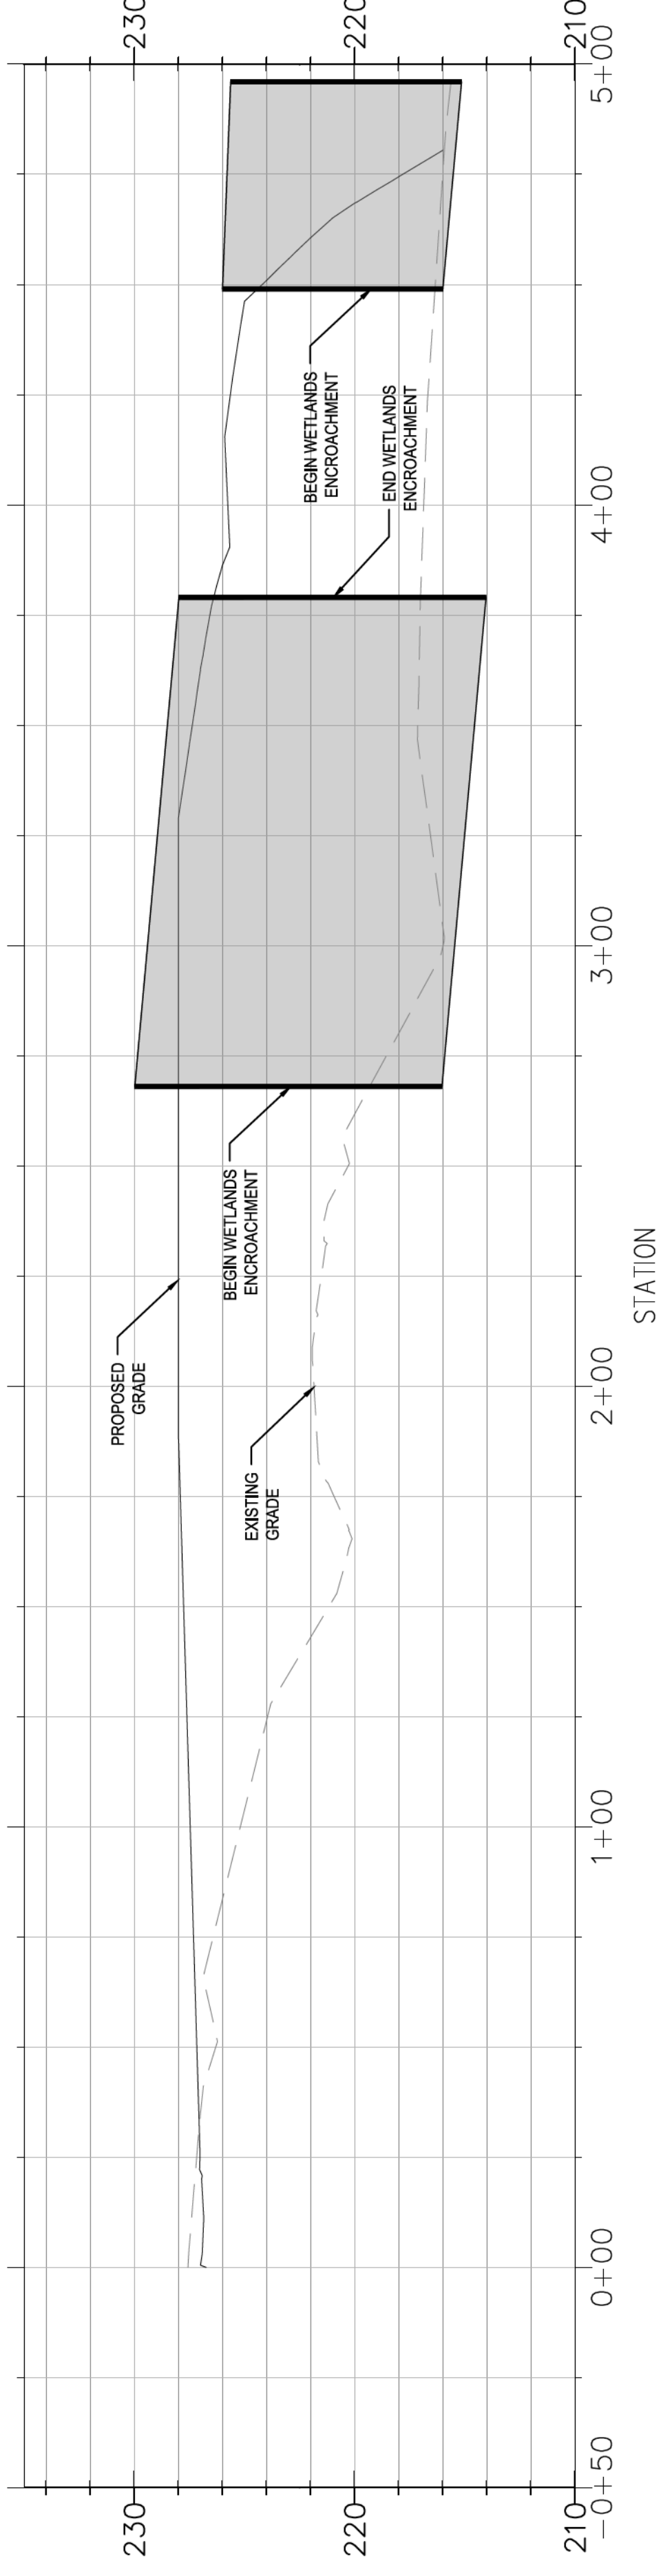 230
220
210
PROPOSED
GRADE
EXISTING
GRADE
BEGIN WETLANDS
ENCROACHMENT
END WETLANDS
ENCROACHMENT
BEGIN WETLANDS
ENCROACHMENT
230
220
210
-0+50
0+00
1+00
2+00
3+00
4+00
5+00
STATION